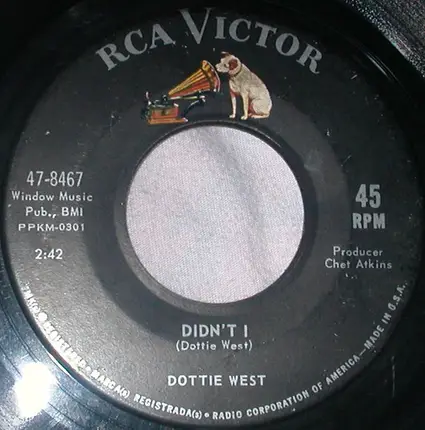 RCA VICTOR
47-8467
Window Music
Pub., BMI
PPKM-0301
2:42
45
RPM
Producer
Chet Atkins
DIDN'T I
(Dottie West)
DOTTIE WEST
MARCA(S) REGISTRADA(S) • RADIO CORPORATION OF AMERICA—MADE IN U.S.A.